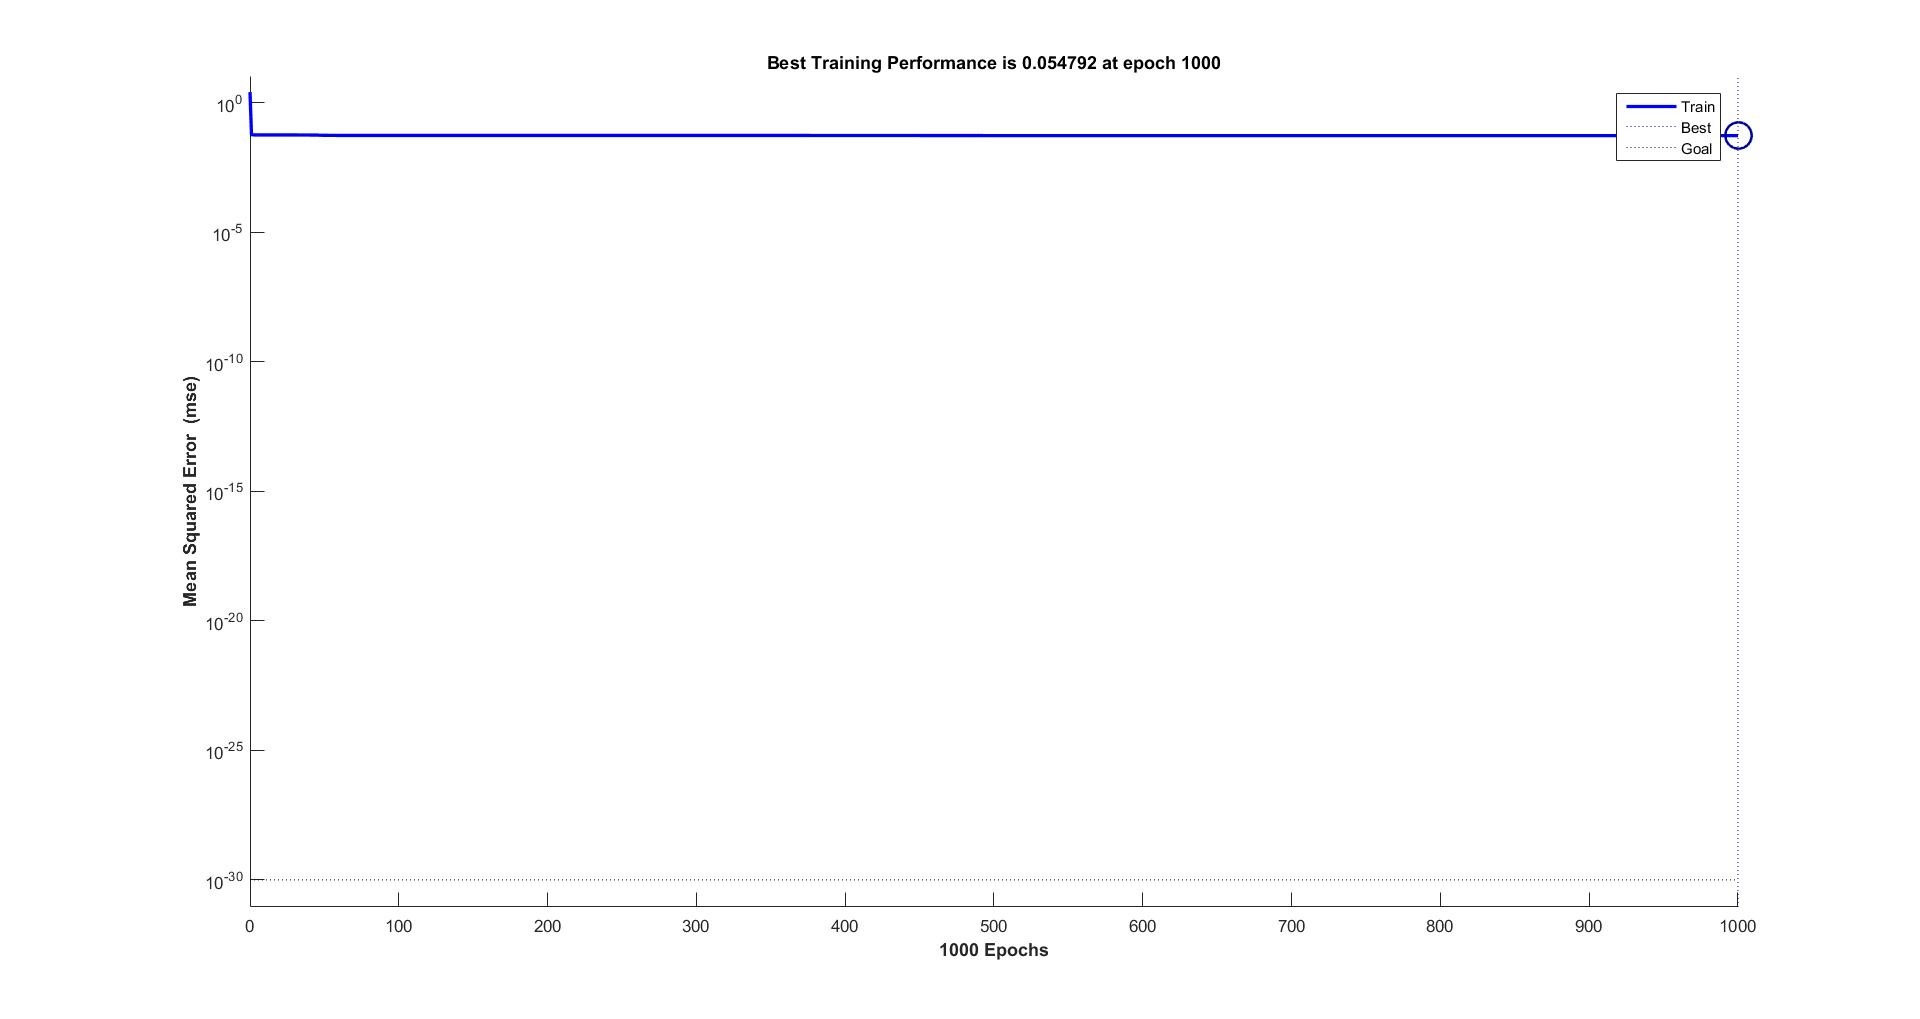 Best Training Performance is 0.054792 at epoch 1000
Train
Best
Goal
Mean Squared Error (mse)
10^0
10^-5
10^-10
10^-15
10^-20
10^-25
10^-30
0 100 200 300 400 500 600 700 800 900 1000
1000 Epochs